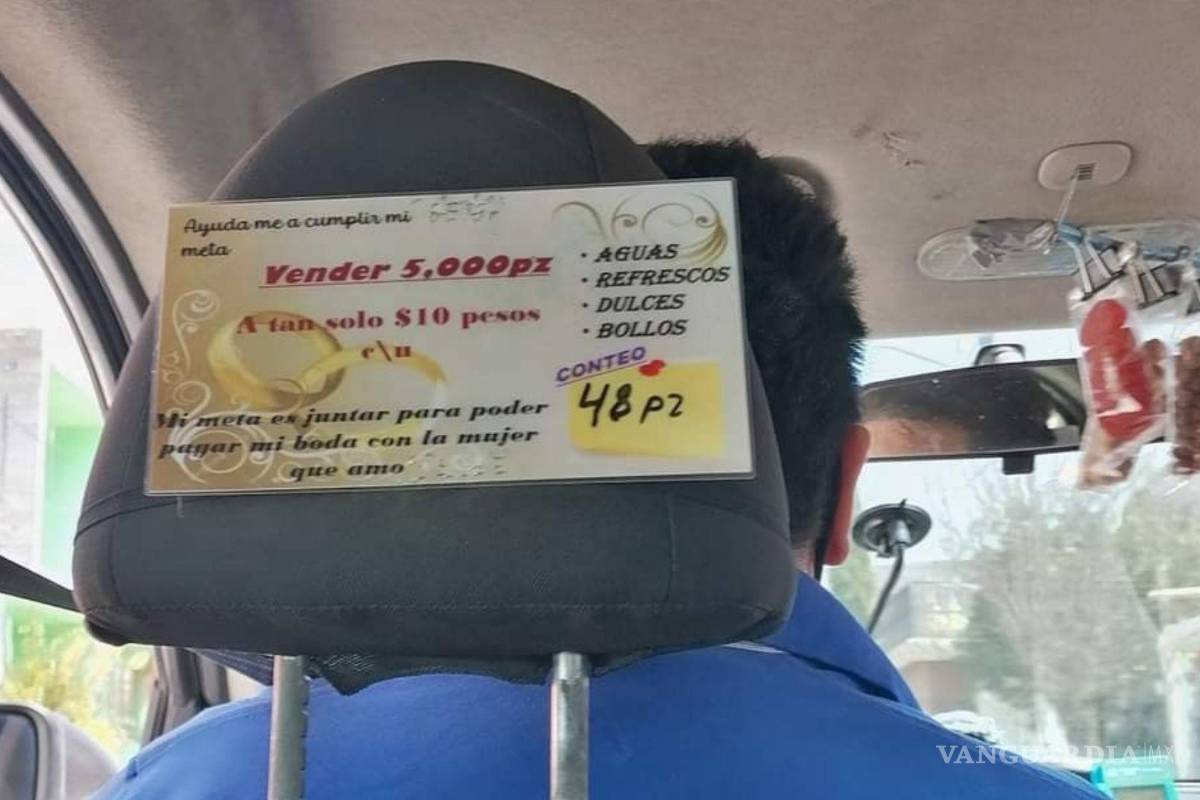 Ayuda me a cumplir mi
meta
Vender 5,000pz
A tan solo $10 pesos
c\u
Mi meta es juntar para poder
pagar mi boda con la mujer
que amo
• AGUAS
• REFRESCOS
• DULCES
• BOLLOS
CONTEO
48 pz
VANGUARDIA|MX